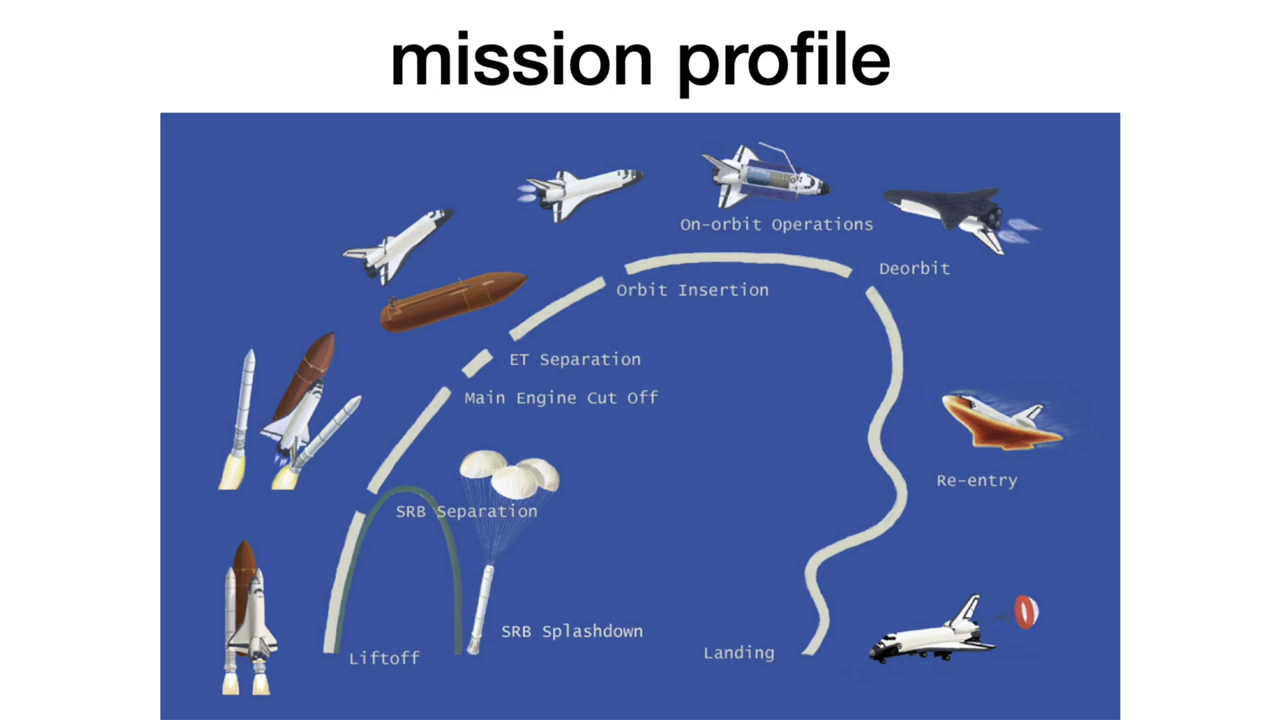 mission profile
On-orbit Operations
Deorbit
Orbit Insertion
ET Separation
Main Engine Cut Off
Re-entry
SRB Separation
SRB Splashdown
Landing
Liftoff